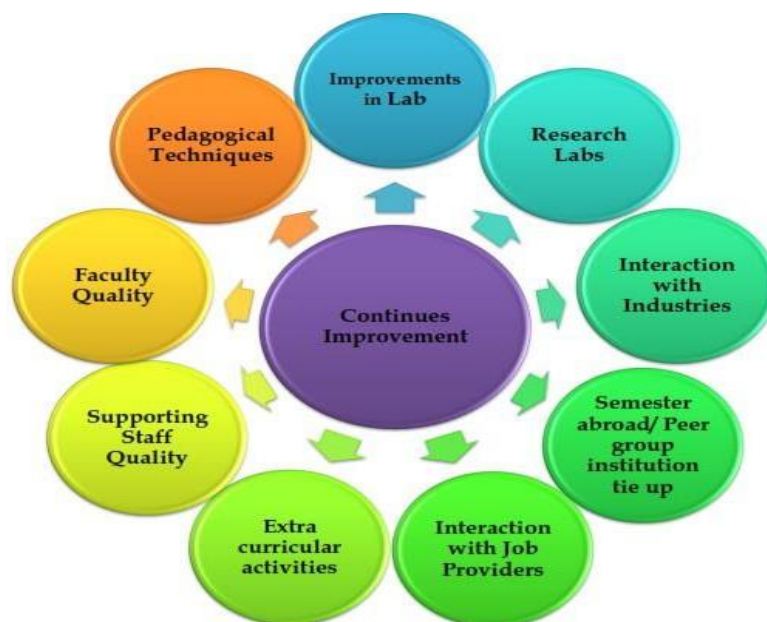 Improvements
in Lab
Research
Labs
Interaction
with
Industries
Semester
abroad/ Peer
group
institution
tie up
Interaction
with Job
Providers
Extra
curricular
activities
Supporting
Staff
Quality
Faculty
Quality
Pedagogical
Techniques
Continues
Improvement